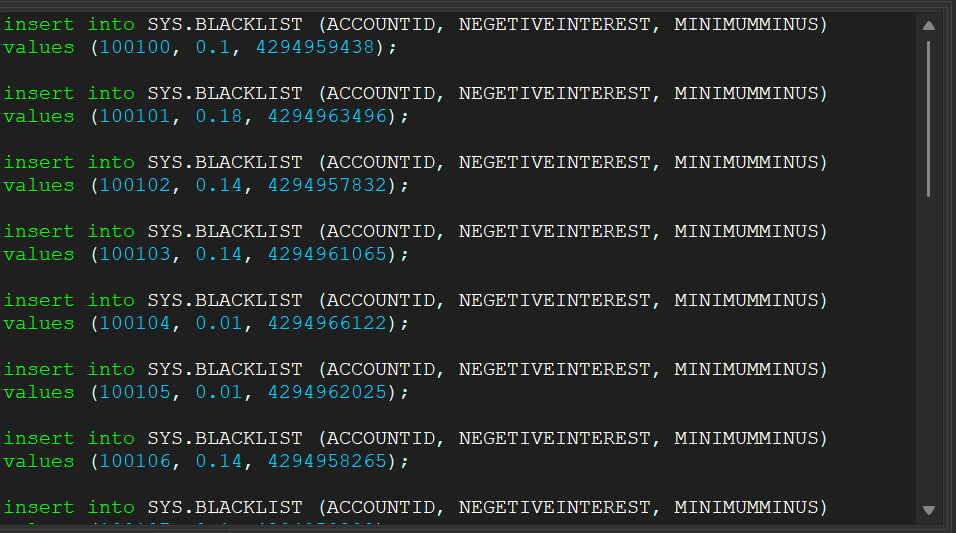 insert into SYS.BLACKLIST (ACCOUNTID, NEGETIVEINTEREST, MINIMUMMINUS)
values (100100, 0.1, 4294959438);
insert into SYS.BLACKLIST (ACCOUNTID, NEGETIVEINTEREST, MINIMUMMINUS)
values (100101, 0.18, 4294963496);
insert into SYS.BLACKLIST (ACCOUNTID, NEGETIVEINTEREST, MINIMUMMINUS)
values (100102, 0.14, 4294957832);
insert into SYS.BLACKLIST (ACCOUNTID, NEGETIVEINTEREST, MINIMUMMINUS)
values (100103, 0.14, 4294961065);
insert into SYS.BLACKLIST (ACCOUNTID, NEGETIVEINTEREST, MINIMUMMINUS)
values (100104, 0.01, 4294966122);
insert into SYS.BLACKLIST (ACCOUNTID, NEGETIVEINTEREST, MINIMUMMINUS)
values (100105, 0.01, 4294962025);
insert into SYS.BLACKLIST (ACCOUNTID, NEGETIVEINTEREST, MINIMUMMINUS)
values (100106, 0.14, 4294958265);
insert into SYS.BLACKLIST (ACCOUNTID, NEGETIVEINTEREST, MINIMUMMINUS)